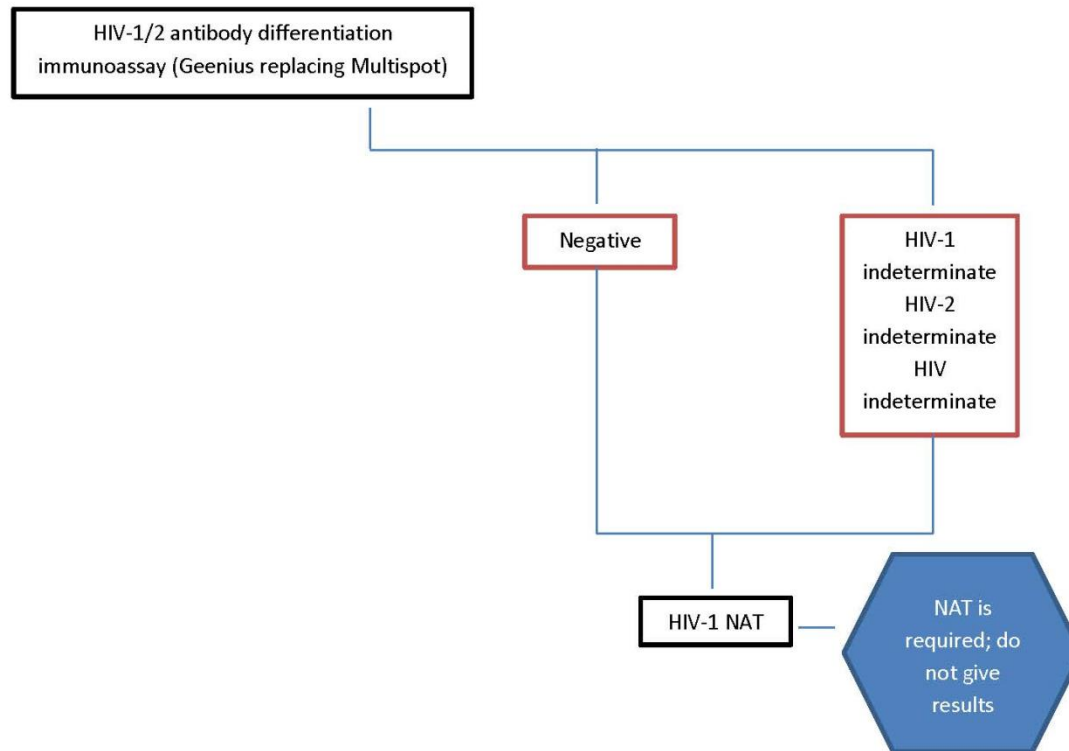 HIV-1/2 antibody differentiation
immunoassay (Geenius replacing Multispot)
Negative
HIV-1
indeterminate
HIV-2
indeterminate
HIV
indeterminate
HIV-1 NAT
NAT is
required; do
not give
results